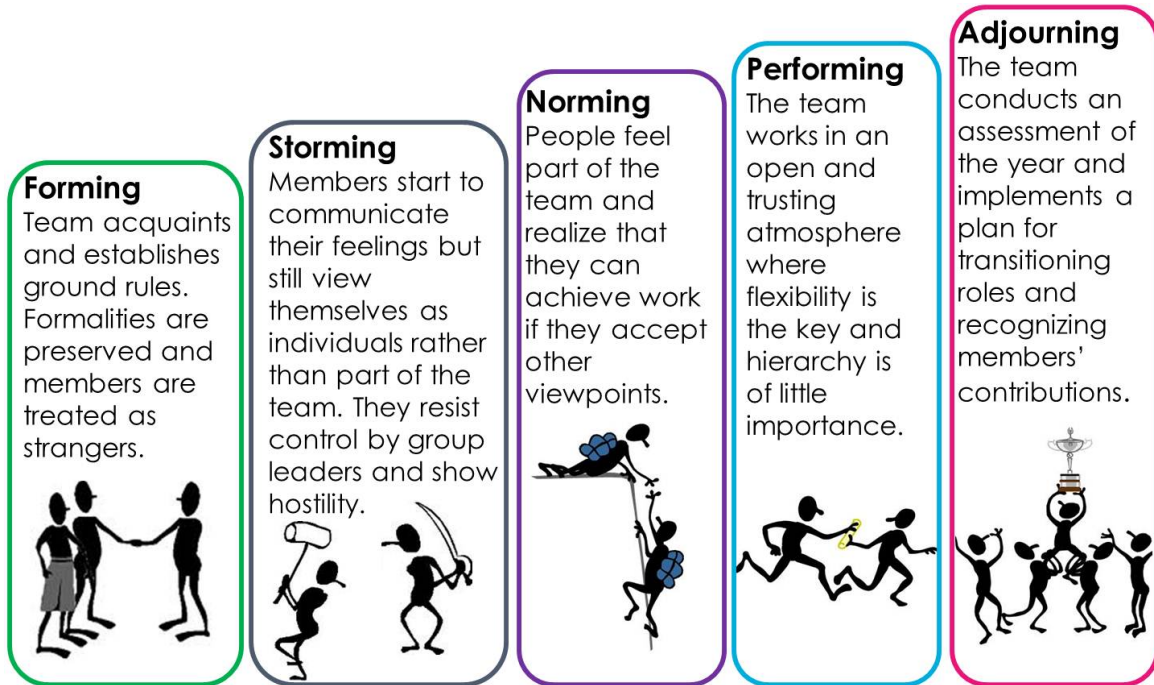 Forming
Team acquaints
and establishes
ground rules.
Formalities are
preserved and
members are
treated as
strangers.
Storming
Members start to
communicate
their feelings but
still view
themselves as
individuals rather
than part of the
team. They resist
control by group
leaders and show
hostility.
Norming
People feel
part of the
team and
realize that
they can
achieve work
if they accept
other
viewpoints.
Performing
The team
works in an
open and
trusting
atmosphere
where
flexibility is
the key and
hierarchy is
of little
importance.
Adjourning
The team
conducts an
assessment of
the year and
implements a
plan for
transitioning
roles and
recognizing
members’
contributions.